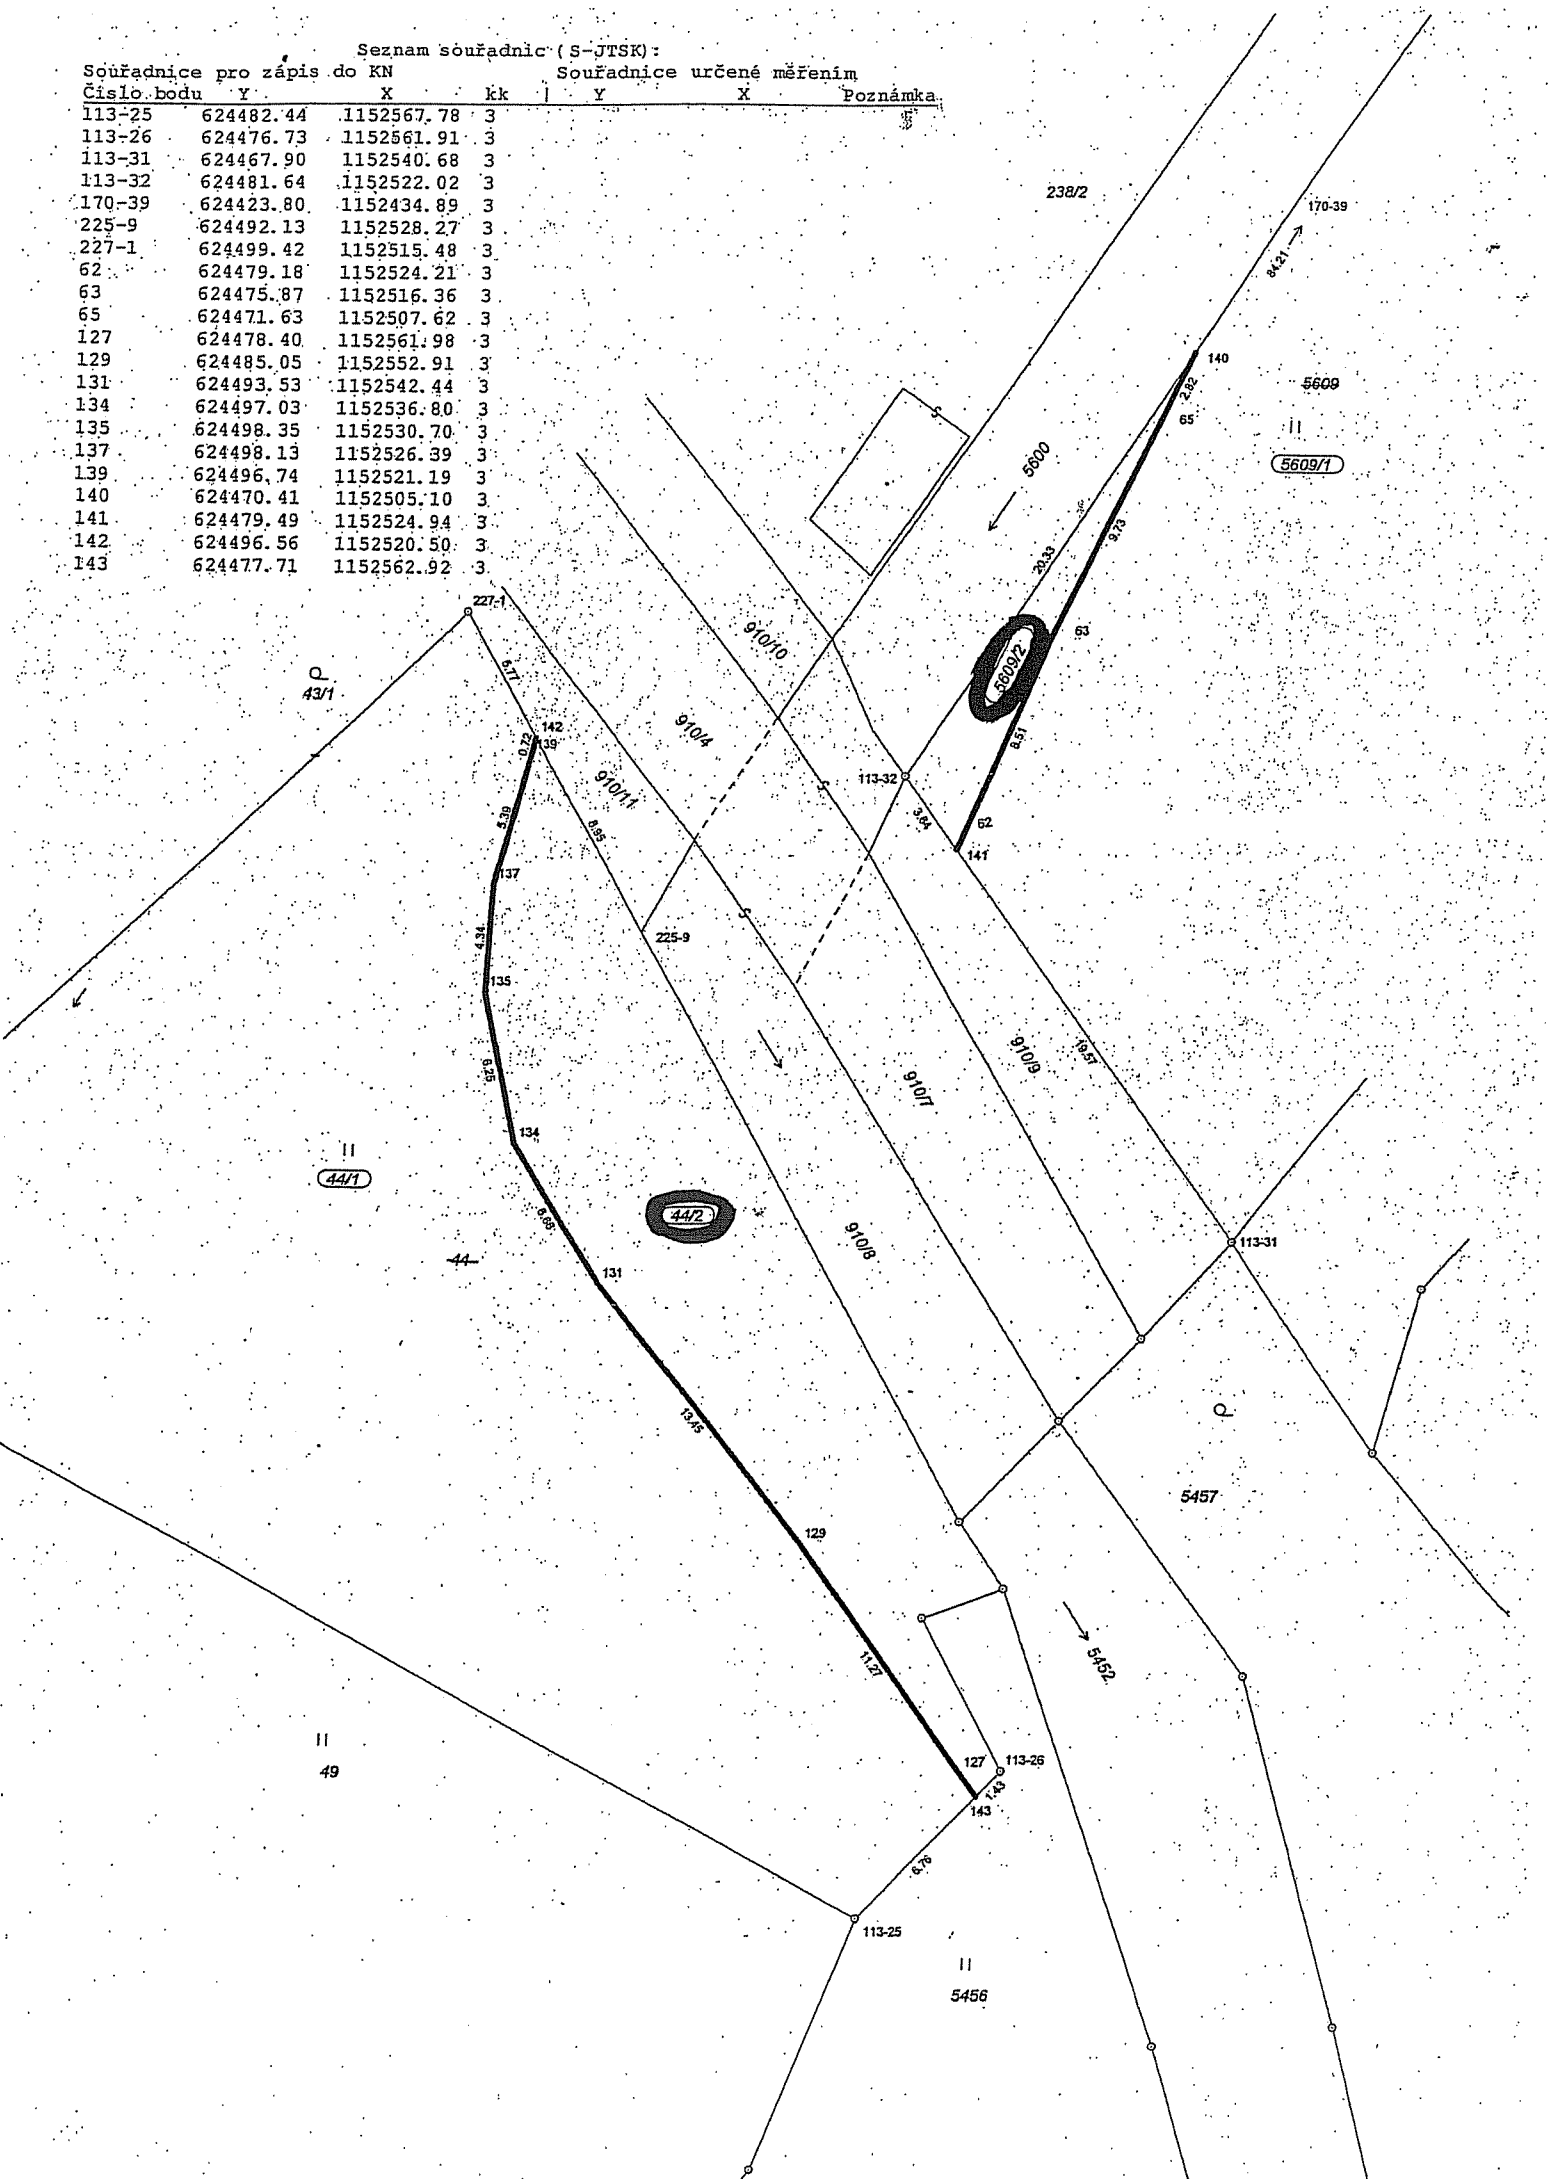 Seznam souřadnic ( S-JTSK):
Souřadnice pro zápis do KN Souřadnice určené měřením
Číslo bodu Y X kk | Y X Poznámka
113-25 624482.44 1152567.78 3
113-26 624476.73 1152561.91 3
113-31 624467.90 1152540.68 3
113-32 624481.64 1152522.02 3
170-39 624423.80 1152434.89 3
225-9 624492.13 1152528.27 3
227-1 624499.42 1152515.48 3
62 624479.18 1152524.21 3
63 624475.87 1152516.36 3
65 624471.63 1152507.62 3
127 624478.40 1152561.98 3
129 624485.05 1152552.91 3
131 624493.53 1152542.44 3
134 624497.03 1152536.80 3
135 624498.35 1152530.70 3
137 624498.13 1152526.39 3
139 624496.74 1152521.19 3
140 624470.41 1152505.10 3
141 624479.49 1152524.94 3
142 624496.56 1152520.50 3
143 624477.71 1152562.92 3
238/2
170-39
84.21
140
2.82
65
5609
5609/1
5600
20.33
9.73
63
5609/2
8.51
62
141
113-32
3.64
227-1
43/1
6.77
142
139
0.72
910/10
910/4
910/11
5.39
8.95
137
4.34
225-9
135
6.25
134
910/9
19.57
910/7
44/1
44/2
6.66
44
131
910/8
113-31
13.45
5457
129
11.27
5452
49
127
113-26
1.43
143
6.76
113-25
5456